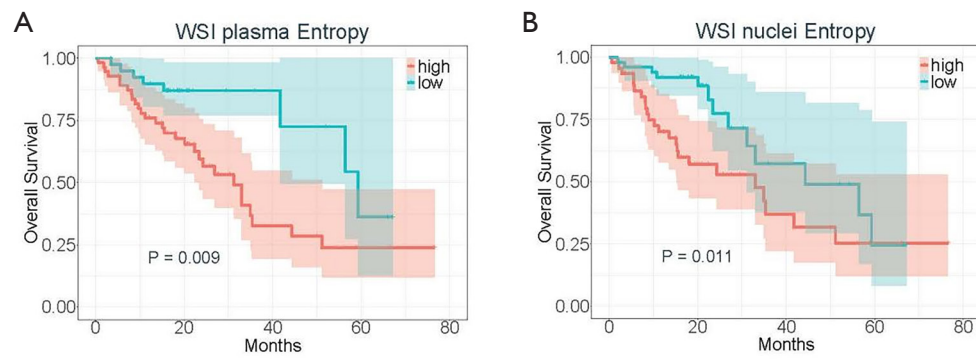 A
WSI plasma Entropy
Overall Survival
1.00
0.75
0.50
0.25
0.00
high
low
P = 0.009
0 20 40 60 80
Months
B
WSI nuclei Entropy
Overall Survival
1.00
0.75
0.50
0.25
0.00
high
low
P = 0.011
0 20 40 60 80
Months